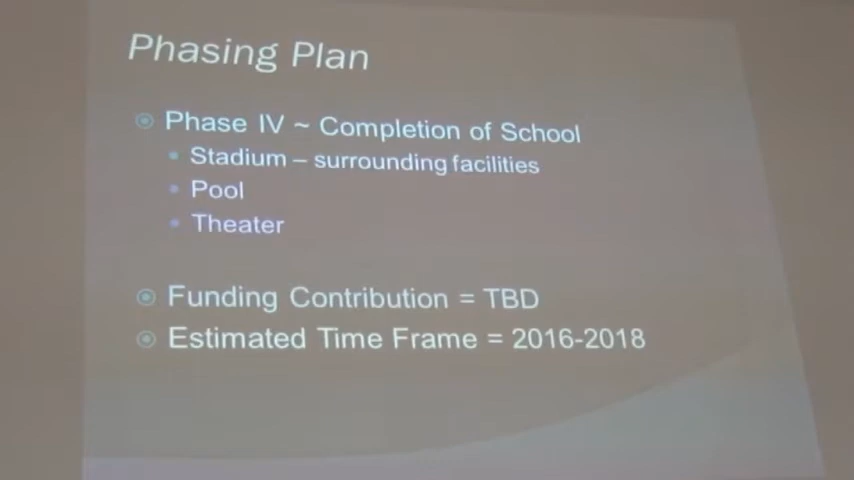 Phasing Plan
Phase IV ~ Completion of School
Stadium – surrounding facilities
Pool
Theater
Funding Contribution = TBD
Estimated Time Frame = 2016-2018